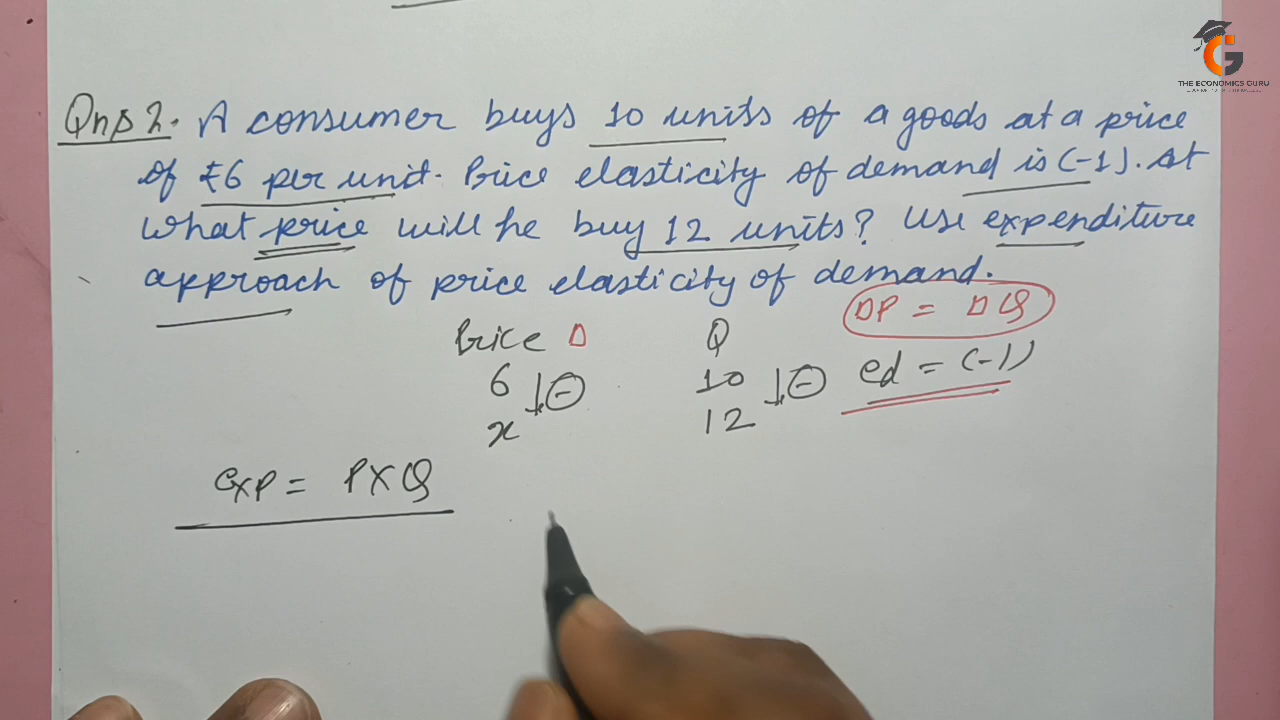 Qns 2. A consumer buys 10 units of a goods at a price
of ₹6 per unit. Price elasticity of demand is (-1). At
what price will he buy 12 units? Use expenditure
approach of price elasticity of demand.
Price Δ Q ΔP = ΔQ
6 ↓⊖ 10 ↓⊖ ed = (-1)
x 12
exp = P×Q
THE ECONOMICS GURU